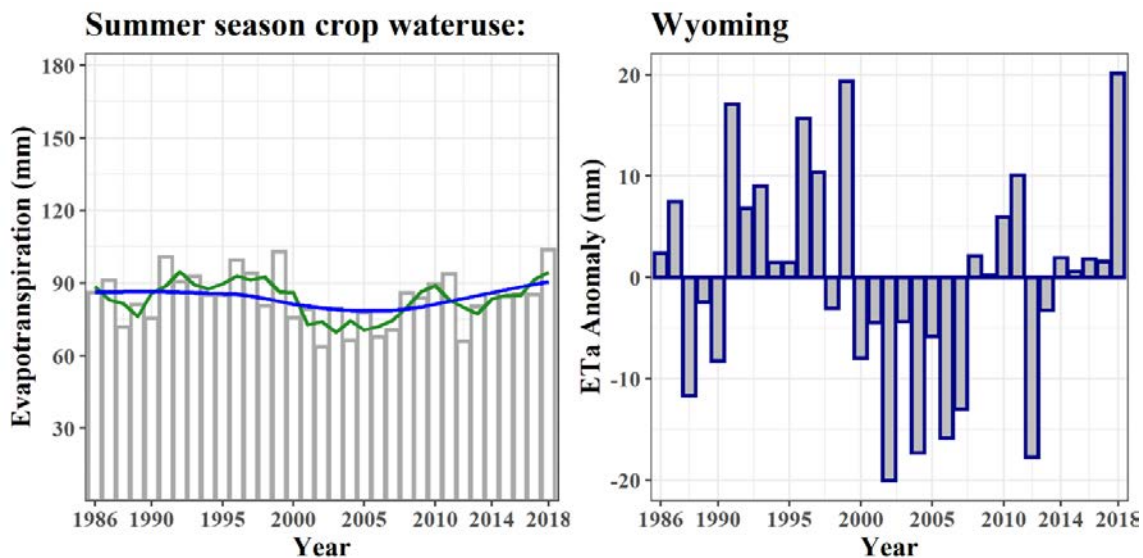 Summer season crop wateruse:
Wyoming
Evapotranspiration (mm)
180
150
120
90
60
30
1986 1990 1995 2000 2005 2010 2014 2018
Year
ETa Anomaly (mm)
20
10
0
-10
-20
1986 1990 1995 2000 2005 2010 2014 2018
Year